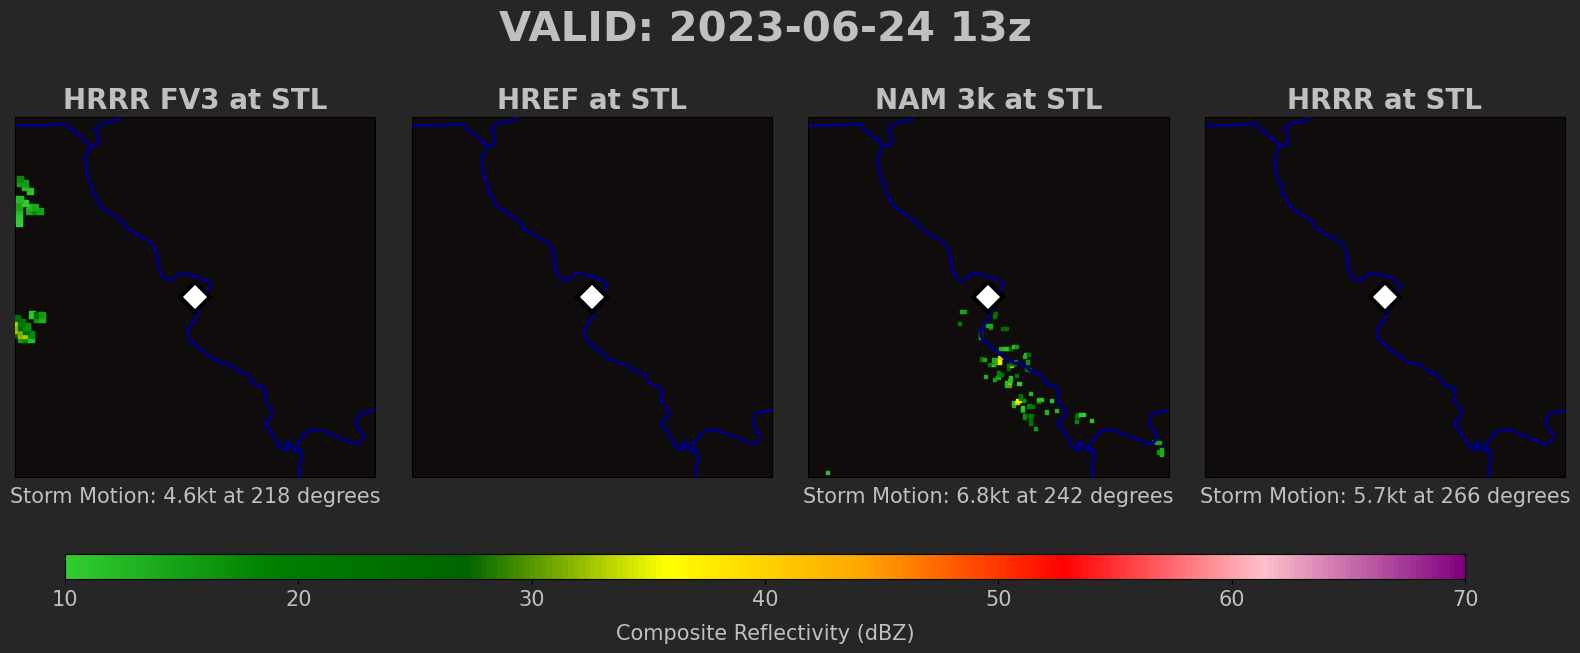 VALID: 2023-06-24 13z
HRRR FV3 at STL
HREF at STL
NAM 3k at STL
HRRR at STL
Storm Motion: 4.6kt at 218 degrees
Storm Motion: 6.8kt at 242 degrees
Storm Motion: 5.7kt at 266 degrees
10 20 30 40 50 60 70
Composite Reflectivity (dBZ)